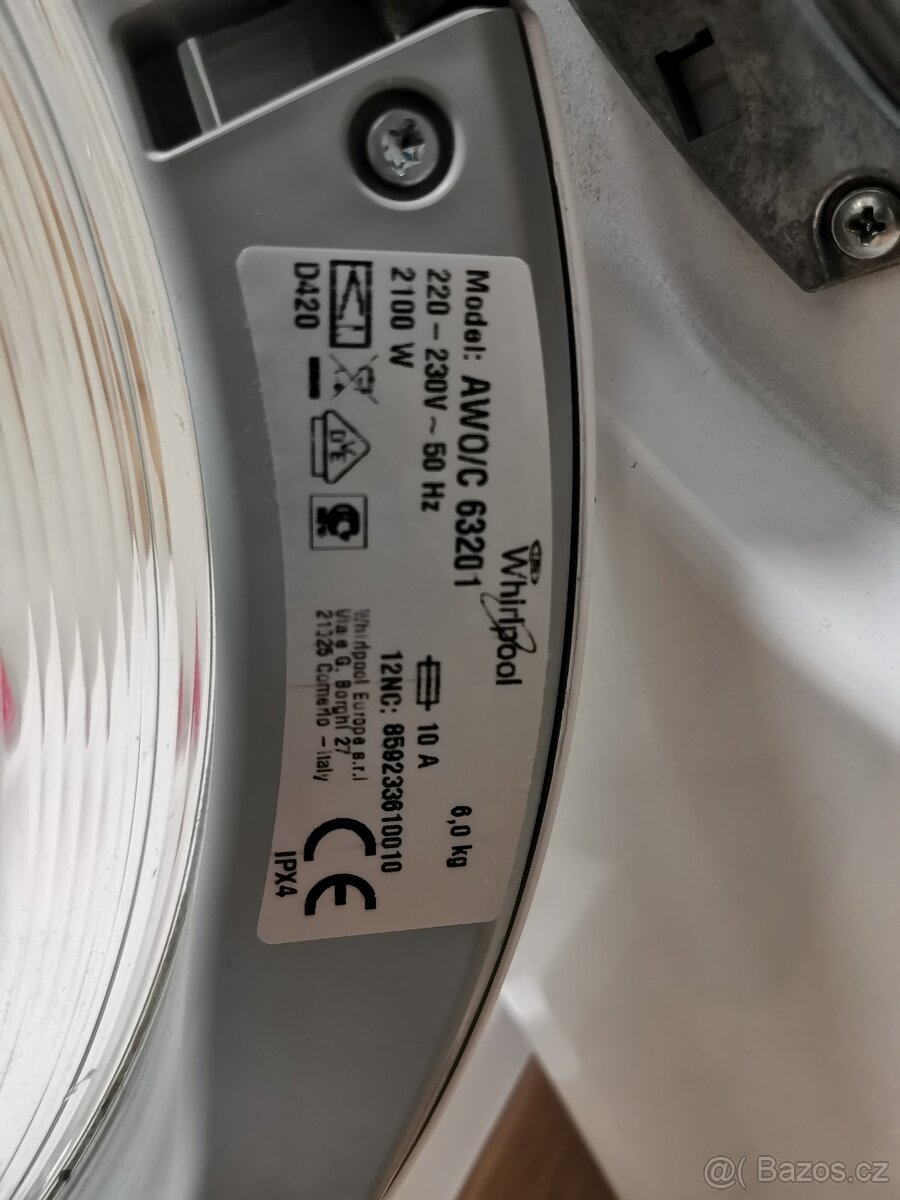 Whirlpool
Model: AWO/C 63201
6,0 kg
220 – 230V ~ 50 Hz
10 A
2100 W
12NC: 859233610010
Whirlpool Europe s.r.l
Via G. Borghi 27
21025 Comerio – Italy
D420
DVE
CE
IPX4
@( Bazos.cz